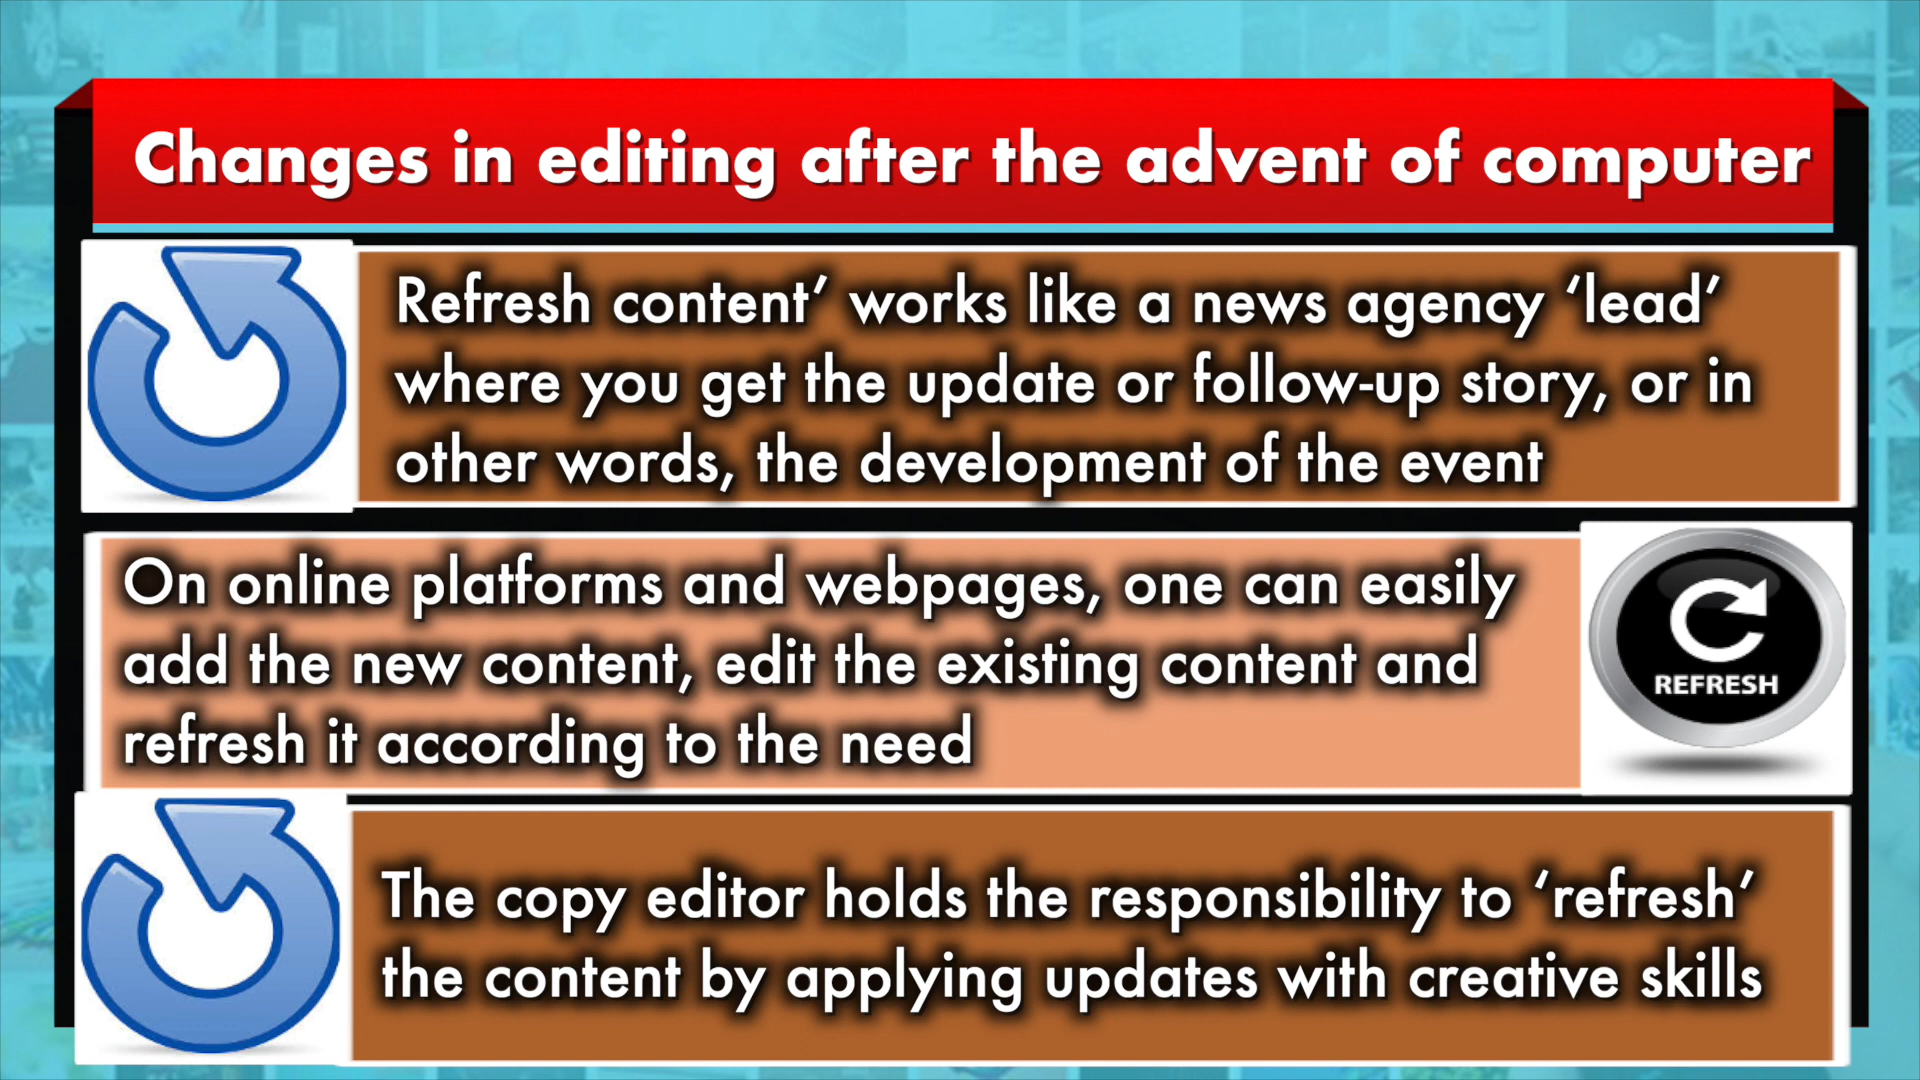 Changes in editing after the advent of computer
Refresh content’ works like a news agency ‘lead’
where you get the update or follow-up story, or in
other words, the development of the event
On online platforms and webpages, one can easily
add the new content, edit the existing content and
refresh it according to the need
REFRESH
The copy editor holds the responsibility to ‘refresh’
the content by applying updates with creative skills